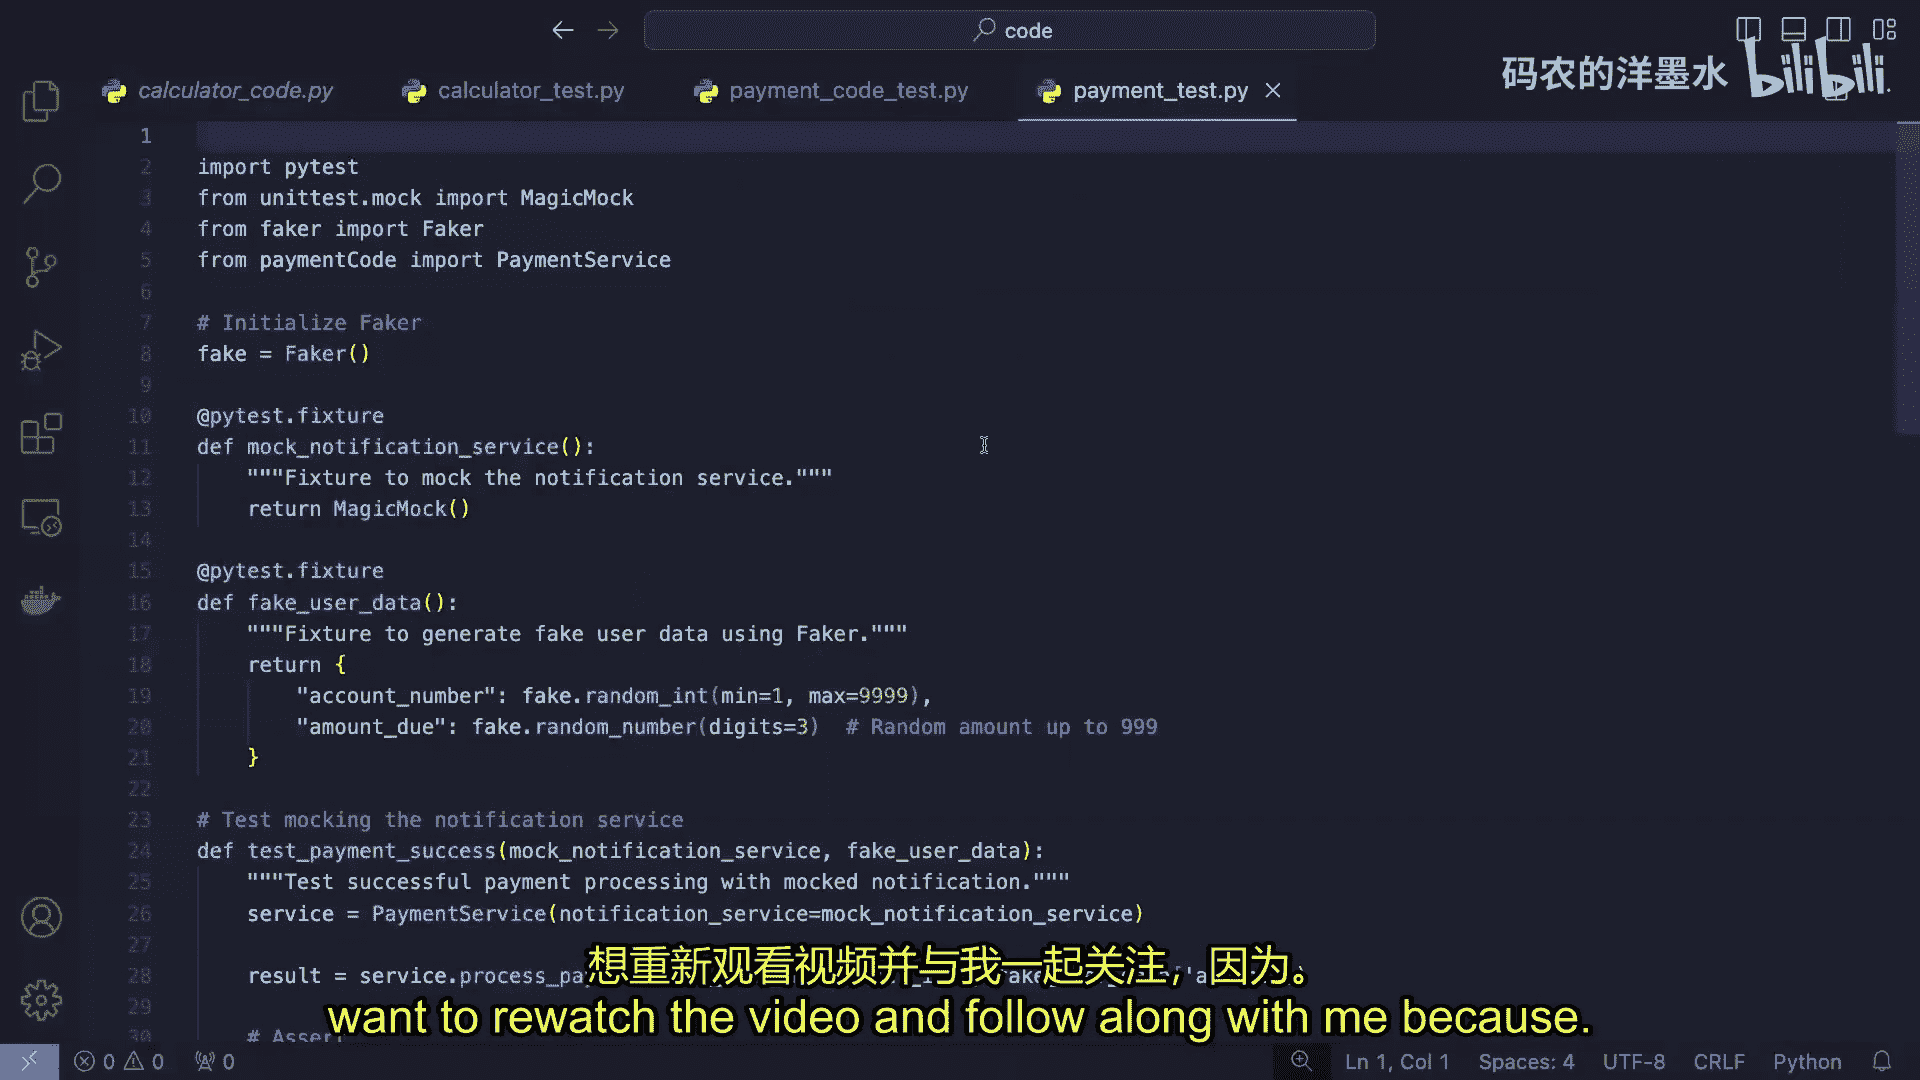 code
码农的洋墨水 bilibili
calculator_code.py calculator_test.py payment_code_test.py payment_test.py
1
2 import pytest
3 from unittest.mock import MagicMock
4 from faker import Faker
5 from paymentCode import PaymentService
6
7 # Initialize Faker
8 fake = Faker()
9
10 @pytest.fixture
11 def mock_notification_service():
12 """Fixture to mock the notification service."""
13 return MagicMock()
14
15 @pytest.fixture
16 def fake_user_data():
17 """Fixture to generate fake user data using Faker."""
18 return {
19 "account_number": fake.random_int(min=1, max=9999),
20 "amount_due": fake.random_number(digits=3) # Random amount up to 999
21 }
22
23 # Test mocking the notification service
24 def test_payment_success(mock_notification_service, fake_user_data):
25 """Test successful payment processing with mocked notification."""
26 service = PaymentService(notification_service=mock_notification_service)
27
28 result = service.process_pa
29
30 # Asser
想重新观看视频并与我一起关注，因为。
want to rewatch the video and follow along with me because.
0 0 0 Ln 1, Col 1 Spaces: 4 UTF-8 CRLF Python